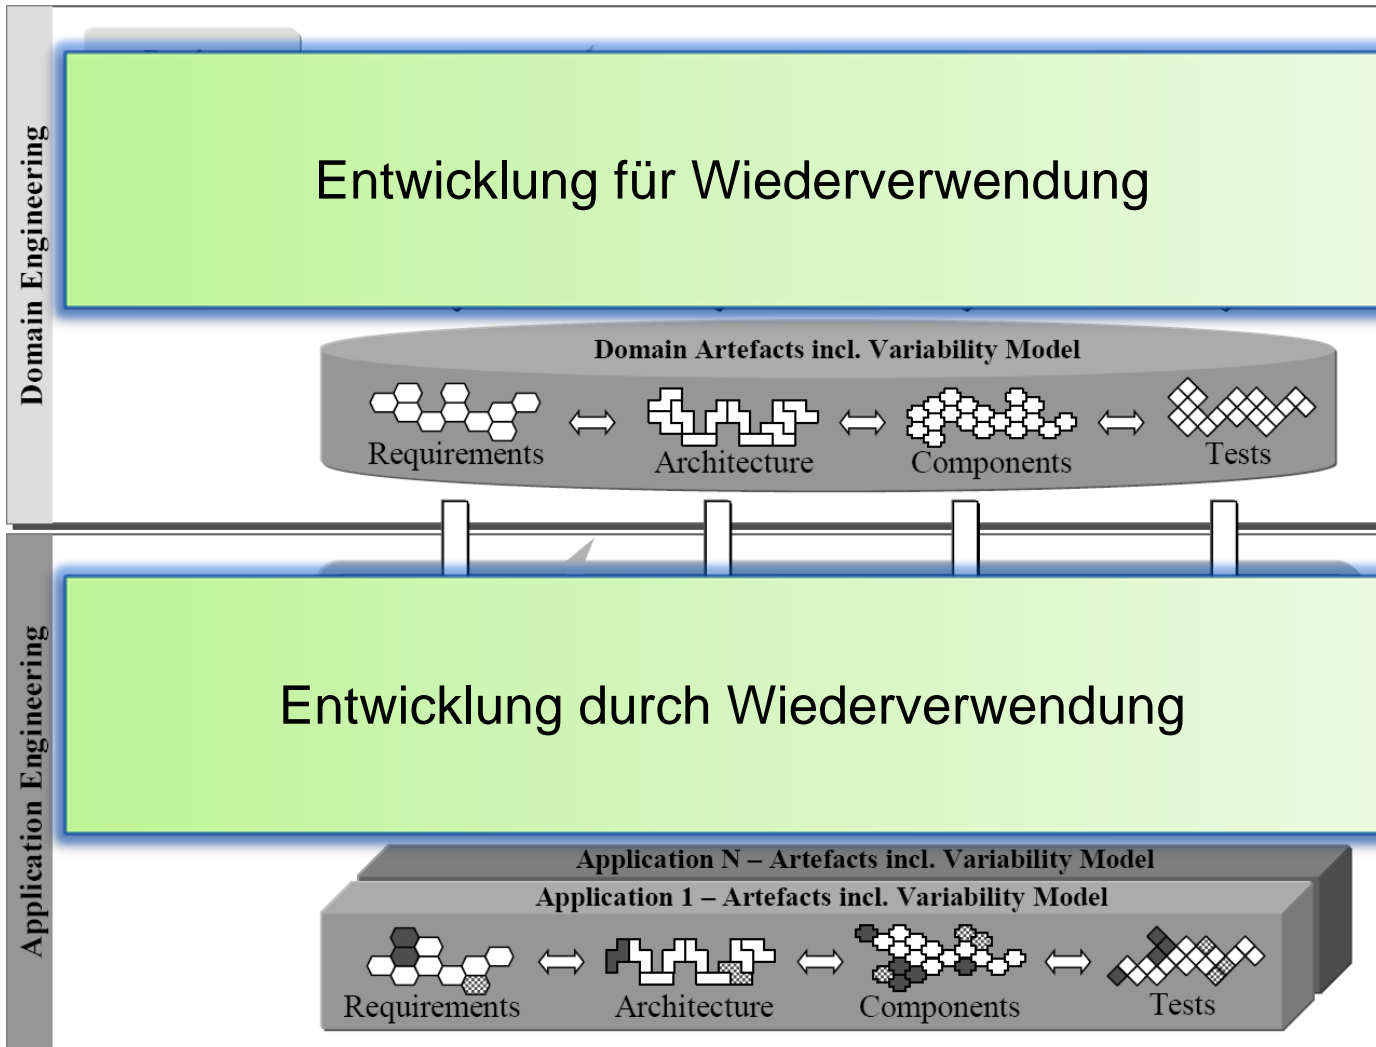 Domain Engineering
Entwicklung für Wiederverwendung
Domain Artefacts incl. Variability Model
Requirements
Architecture
Components
Tests
Application Engineering
Entwicklung durch Wiederverwendung
Application N – Artefacts incl. Variability Model
Application 1 – Artefacts incl. Variability Model
Requirements
Architecture
Components
Tests